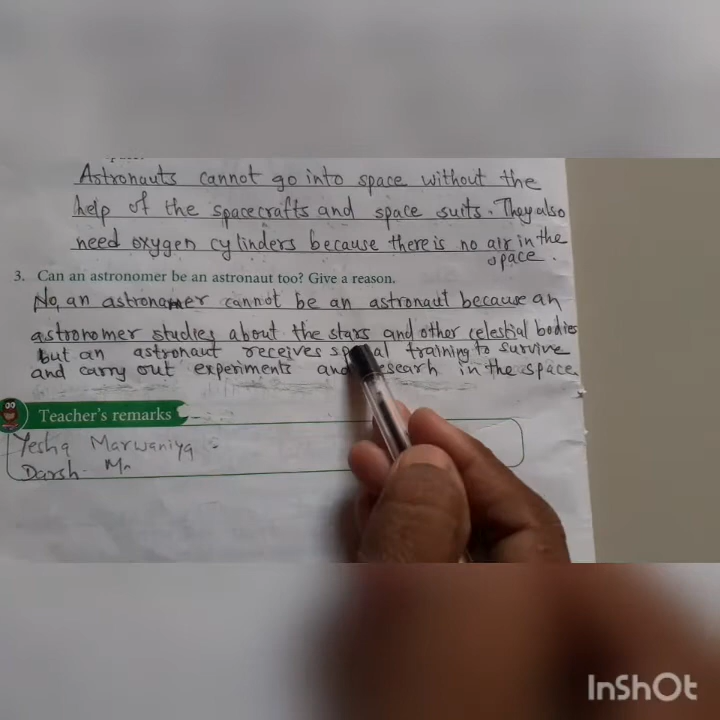 Astronauts cannot go into space without the
help of the spacecrafts and space suits. They also
need oxygen cylinders because there is no air in the
space.
3. Can an astronomer be an astronaut too? Give a reason.
No, an astronomer cannot be an astronaut because an
astronomer studies about the stars and other celestial bodies
but an astronaut receives training to survive
and carry out experiments and in the space
Teacher's remarks
Yesha Marwaniya
Darsh
InShOt